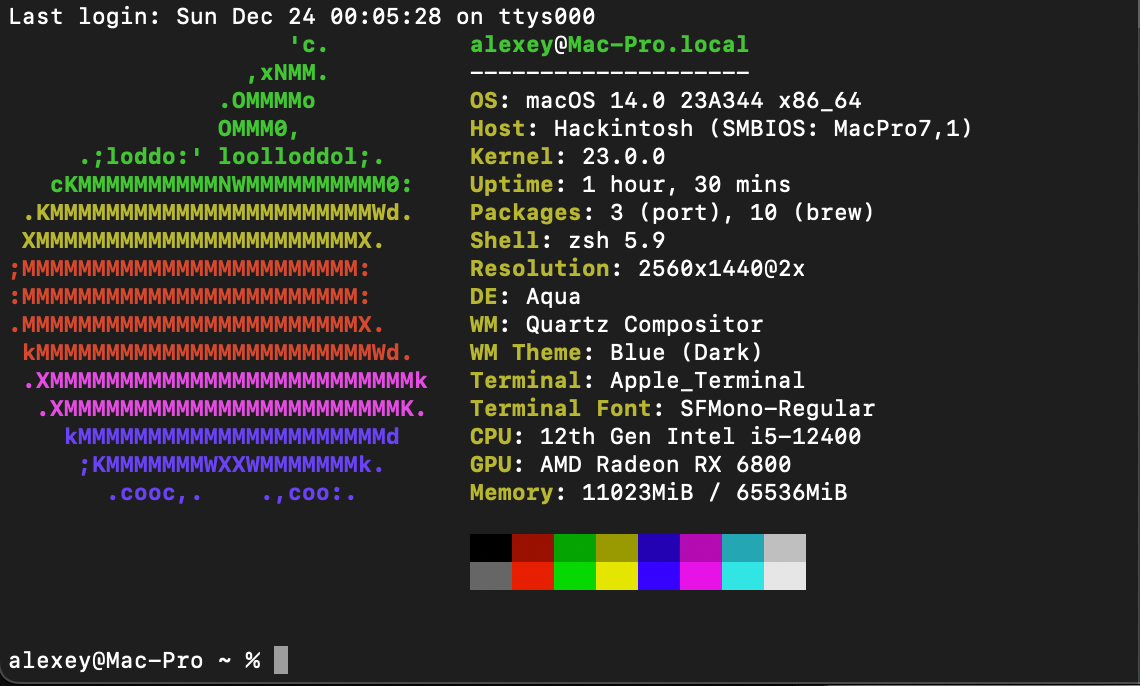 Last login: Sun Dec 24 00:05:28 on ttys000
                    'c.          alexey@Mac-Pro.local
                 ,xNMM.          --------------------
               .OMMMMo           OS: macOS 14.0 23A344 x86_64
               OMMM0,            Host: Hackintosh (SMBIOS: MacPro7,1)
     .;loddo:' loolloddol;.      Kernel: 23.0.0
   cKMMMMMMMMMMNWMMMMMMMMMM0:    Uptime: 1 hour, 30 mins
 .KMMMMMMMMMMMMMMMMMMMMMMMWd.    Packages: 3 (port), 10 (brew)
 XMMMMMMMMMMMMMMMMMMMMMMMX.      Shell: zsh 5.9
;MMMMMMMMMMMMMMMMMMMMMMMM:       Resolution: 2560x1440@2x
:MMMMMMMMMMMMMMMMMMMMMMMM:       DE: Aqua
.MMMMMMMMMMMMMMMMMMMMMMMMX.      WM: Quartz Compositor
 kMMMMMMMMMMMMMMMMMMMMMMMMWd.    WM Theme: Blue (Dark)
 .XMMMMMMMMMMMMMMMMMMMMMMMMMMk   Terminal: Apple_Terminal
  .XMMMMMMMMMMMMMMMMMMMMMMMMK.   Terminal Font: SFMono-Regular
    kMMMMMMMMMMMMMMMMMMMMMMd     CPU: 12th Gen Intel i5-12400
     ;KMMMMMMMWXXWMMMMMMMk.      GPU: AMD Radeon RX 6800
       .cooc,.    .,coo:.        Memory: 11023MiB / 65536MiB
alexey@Mac-Pro ~ %